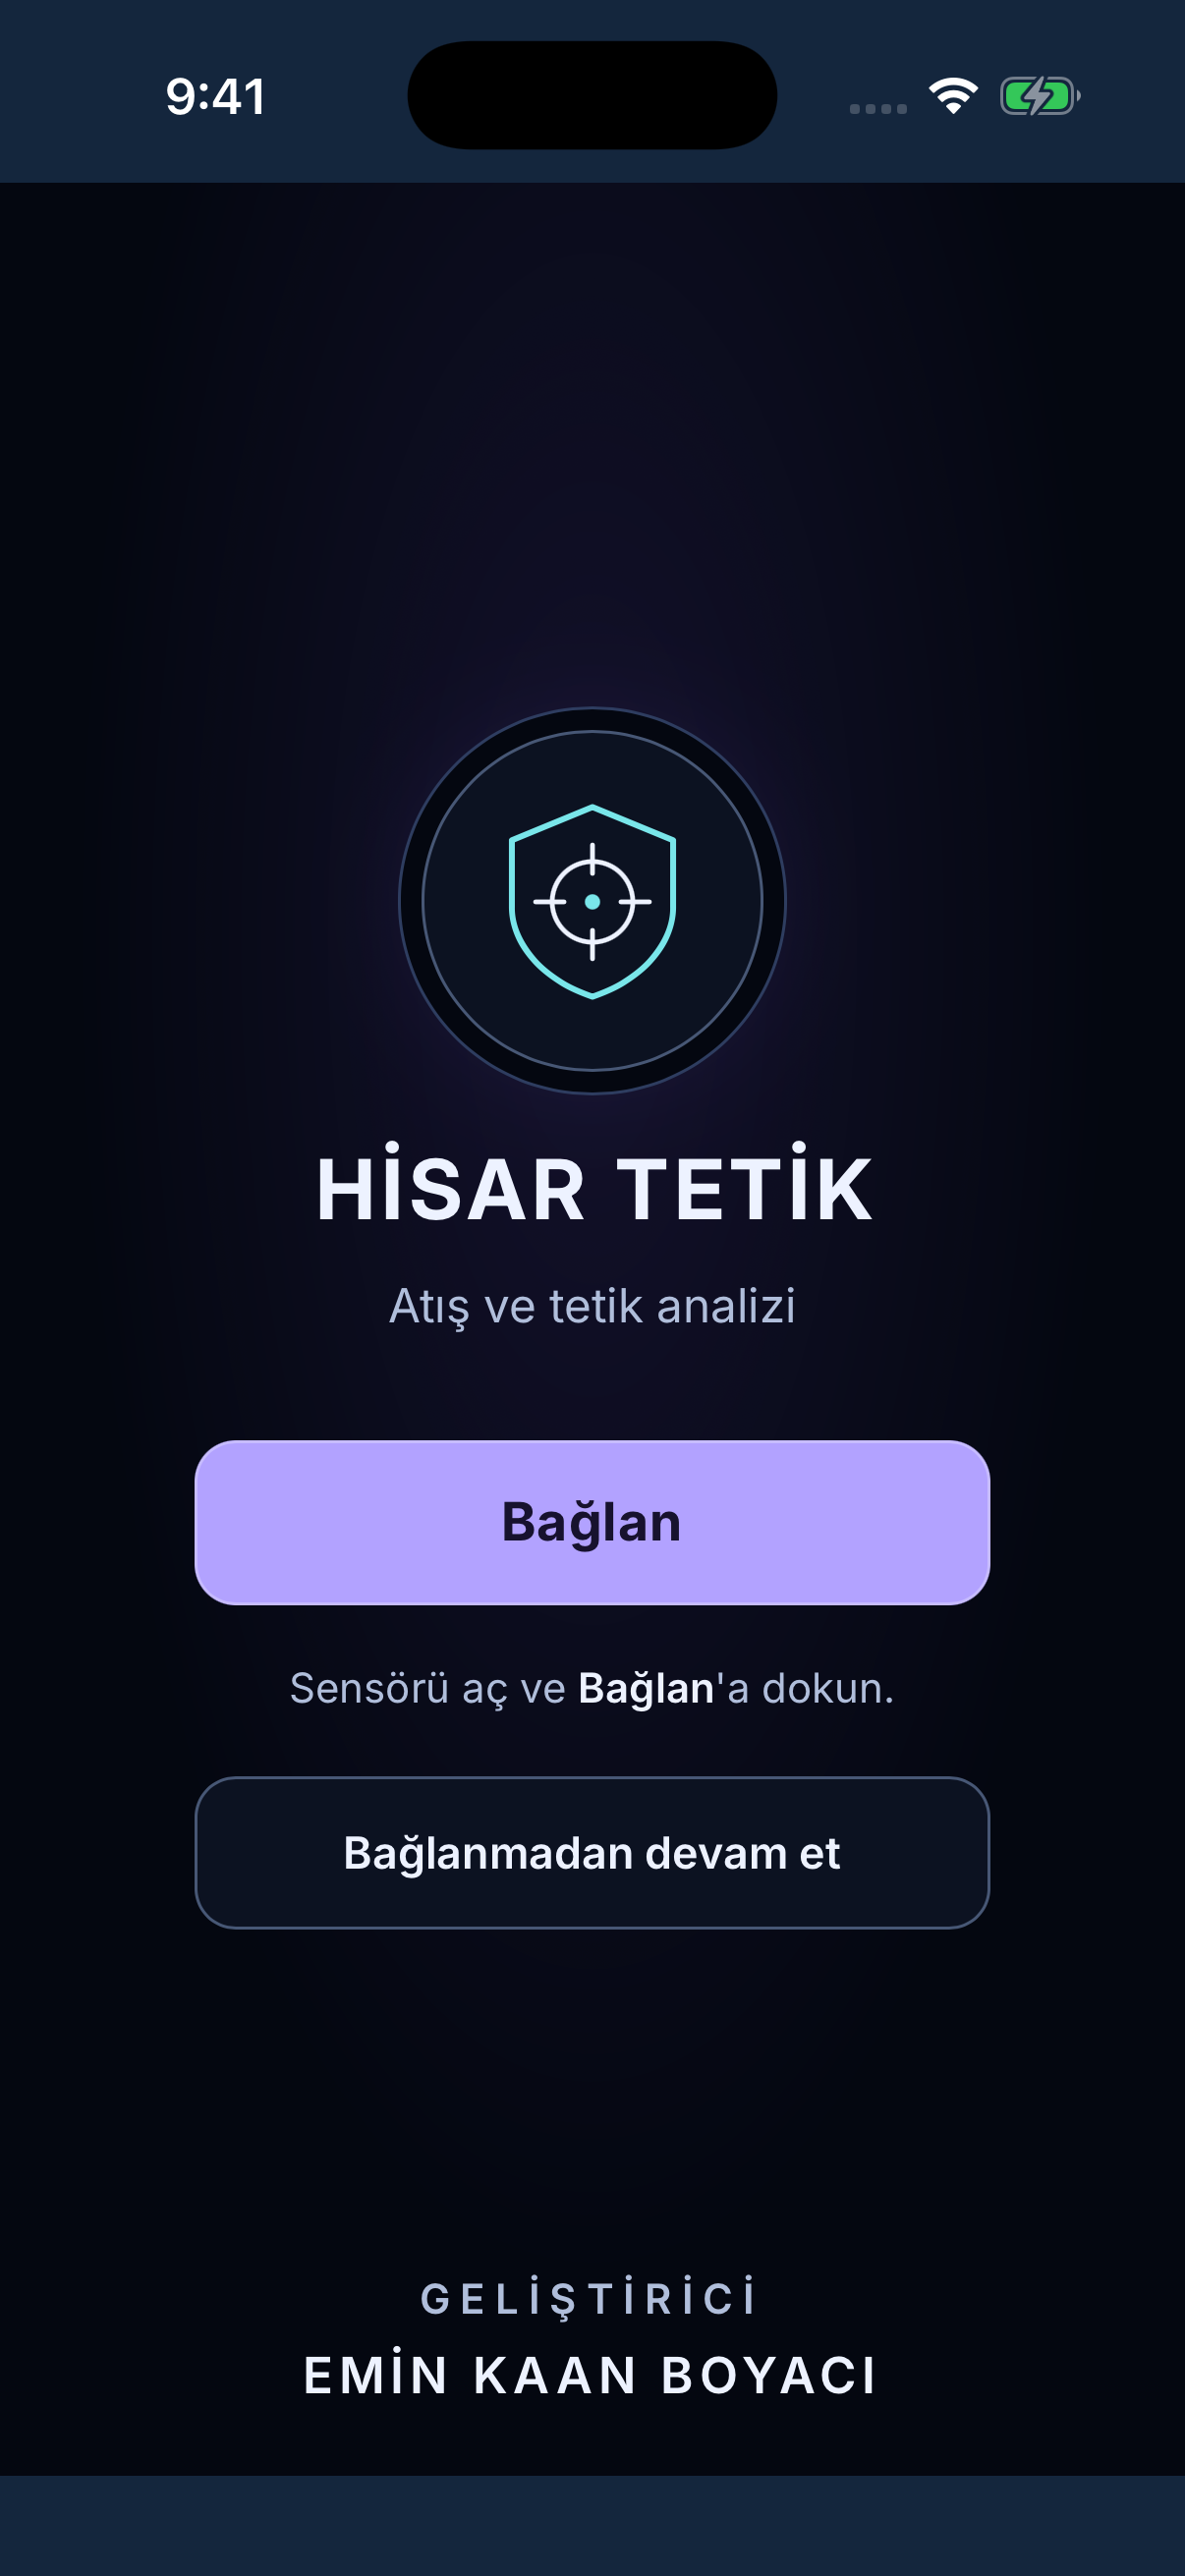 9:41
HİSAR TETİK
Atış ve tetik analizi
Bağlan
Sensörü aç ve Bağlan'a dokun.
Bağlanmadan devam et
GELİŞTİRİCİ
EMİN KAAN BOYACI